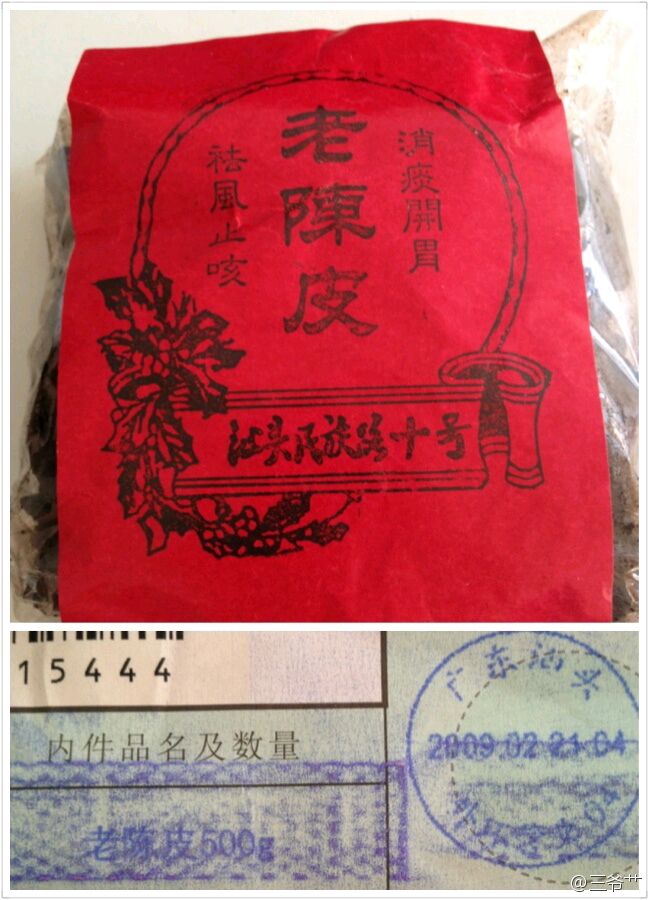 消痰開胃
老陳皮
祛風止咳
汕头民族路十号
15444
内件品名及数量
老陈皮500g
广东汕头
2009.02.21.04
@三爷艹